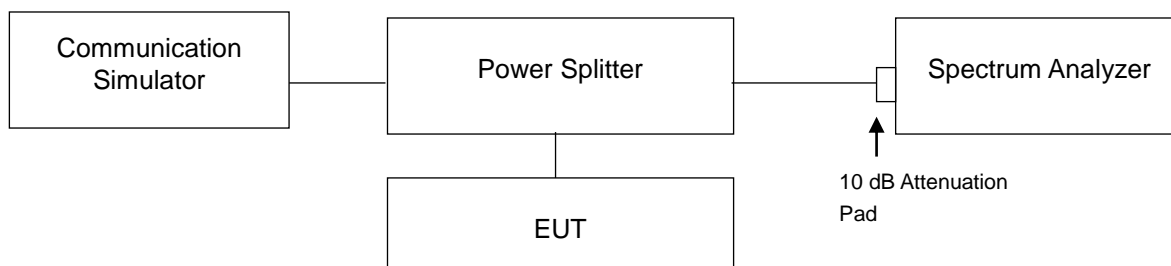 Communication
Simulator
Power Splitter
Spectrum Analyzer
10 dB Attenuation
Pad
EUT